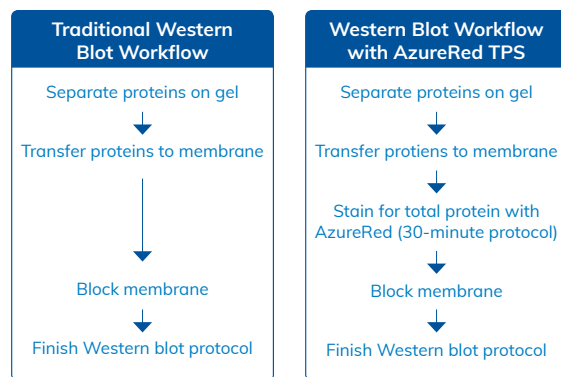 Traditional Western
Blot Workflow
Separate proteins on gel
Transfer proteins to membrane
Block membrane
Finish Western blot protocol
Western Blot Workflow
with AzureRed TPS
Separate proteins on gel
Transfer protiens to membrane
Stain for total protein with
AzureRed (30-minute protocol)
Block membrane
Finish Western blot protocol